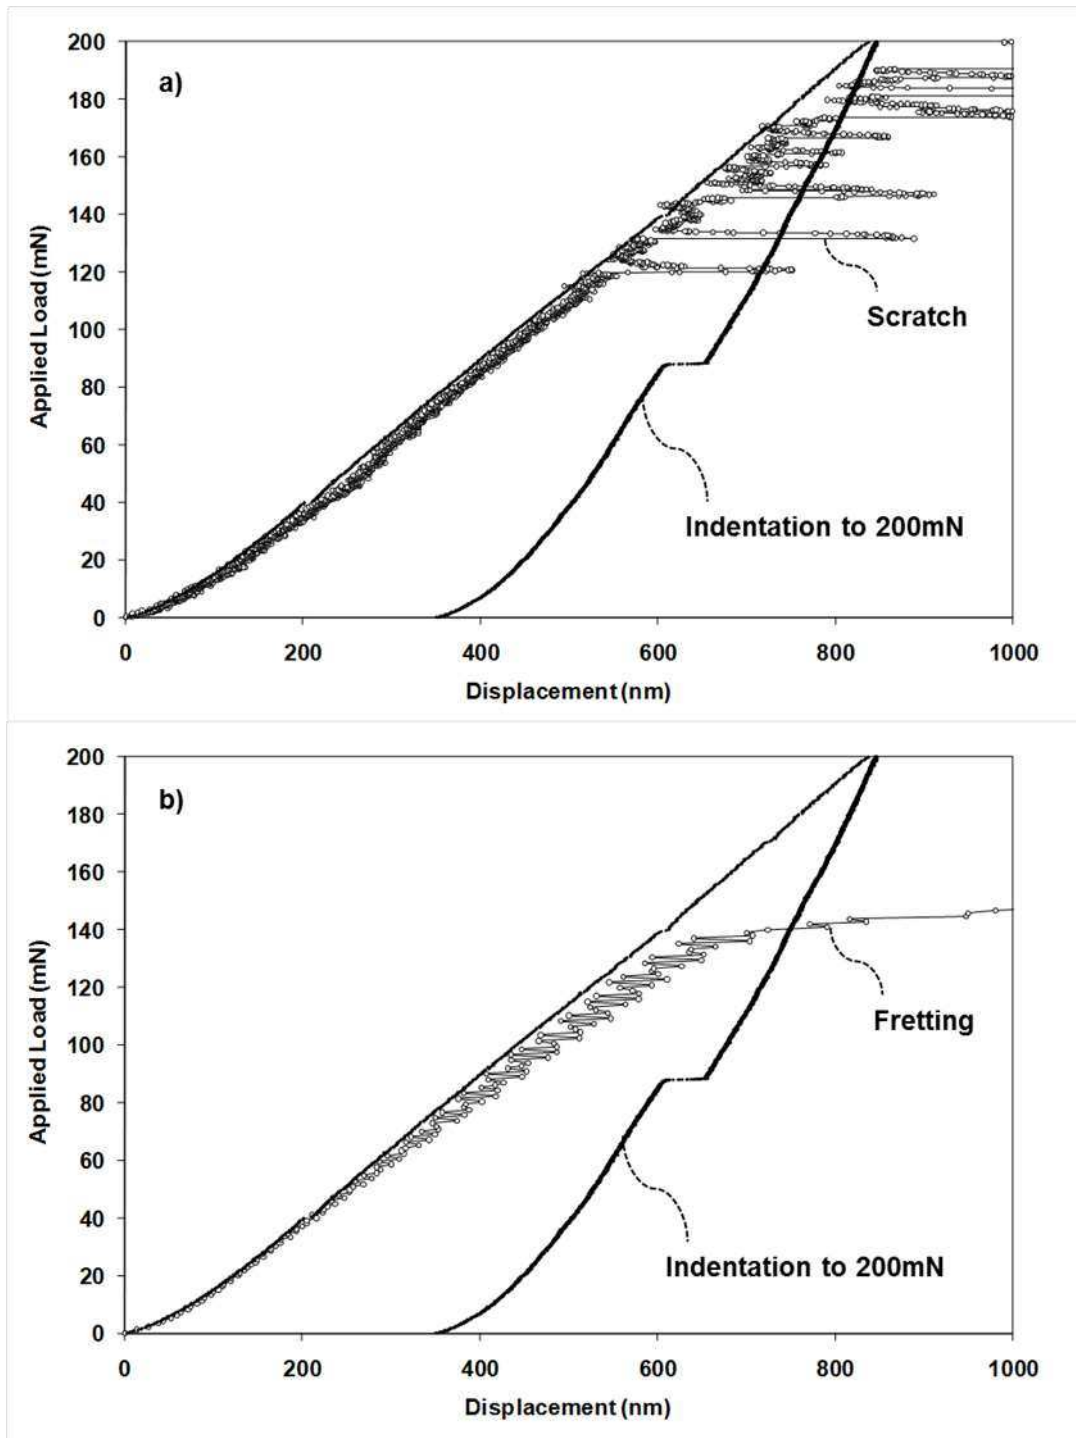 a)
200
180
160
140
120
100
80
60
40
20
0
Applied Load (mN)
Scratch
Indentation to 200mN
0 200 400 600 800 1000
Displacement (nm)
b)
200
180
160
140
120
100
80
60
40
20
0
Applied Load (mN)
Fretting
Indentation to 200mN
0 200 400 600 800 1000
Displacement (nm)